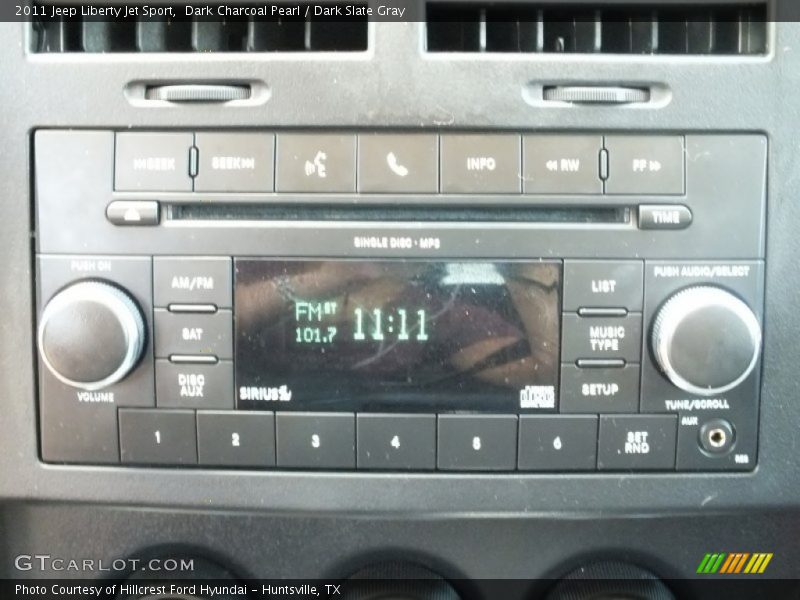 2011 Jeep Liberty Jet Sport, Dark Charcoal Pearl / Dark Slate Gray
SEEK SEEK INFO RW FF
TIME
SINGLE DISC · MP3
PUSH ON AM/FM LIST PUSH AUDIO/SELECT
FM ST
101.7 11:11
SAT MUSIC
TYPE
DISC
AUX SIRIUS SETUP
VOLUME TUNE/SCROLL
AUX
1 2 3 4 5 6 SET
RND
GTCARLOT.COM
Photo Courtesy of Hillcrest Ford Hyundai - Huntsville, TX